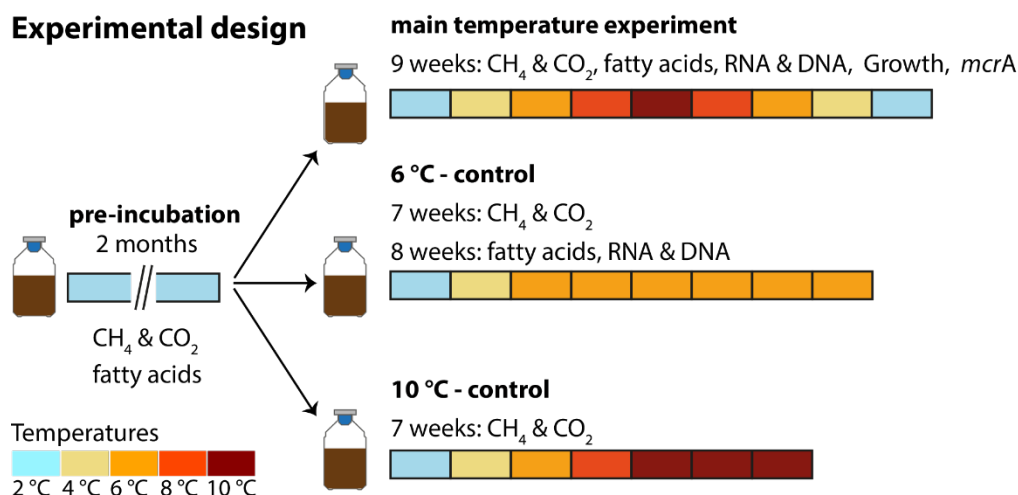 Experimental design
main temperature experiment
9 weeks: CH₄ & CO₂, fatty acids, RNA & DNA, Growth, mcrA
6 °C - control
7 weeks: CH₄ & CO₂
8 weeks: fatty acids, RNA & DNA
pre-incubation
2 months
CH₄ & CO₂
fatty acids
10 °C - control
7 weeks: CH₄ & CO₂
Temperatures
2 °C 4 °C 6 °C 8 °C 10 °C